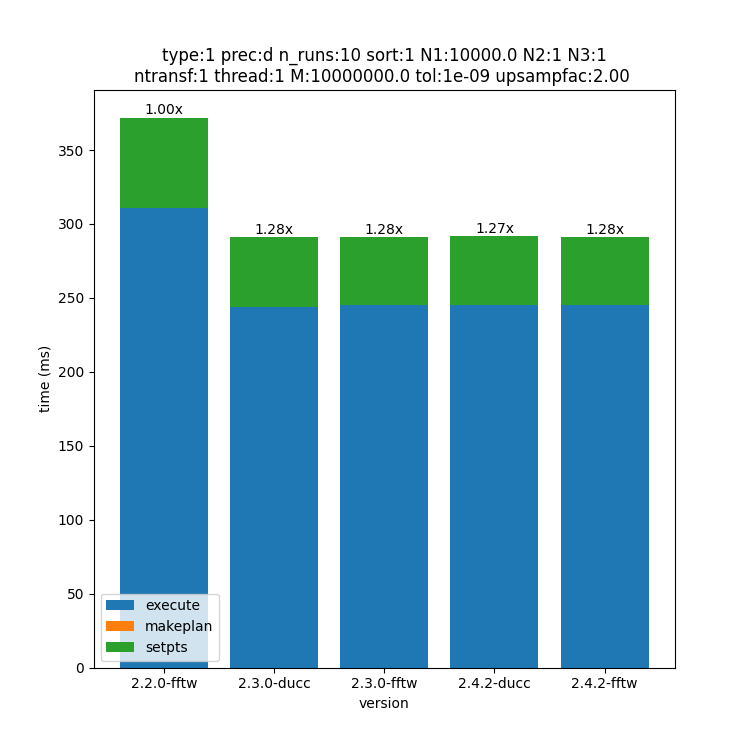 type:1 prec:d n_runs:10 sort:1 N1:10000.0 N2:1 N3:1
ntransf:1 thread:1 M:10000000.0 tol:1e-09 upsampfac:2.00
1.00x
1.28x
1.28x
1.27x
1.28x
350
300
250
200
150
100
50
0
time (ms)
execute
makeplan
setpts
2.2.0-fftw
2.3.0-ducc
2.3.0-fftw
2.4.2-ducc
2.4.2-fftw
version